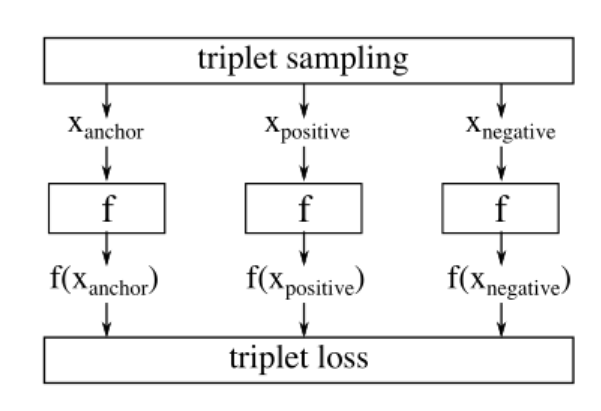 triplet sampling
x_anchor x_positive x_negative
f f f
f(x_anchor) f(x_positive) f(x_negative)
triplet loss